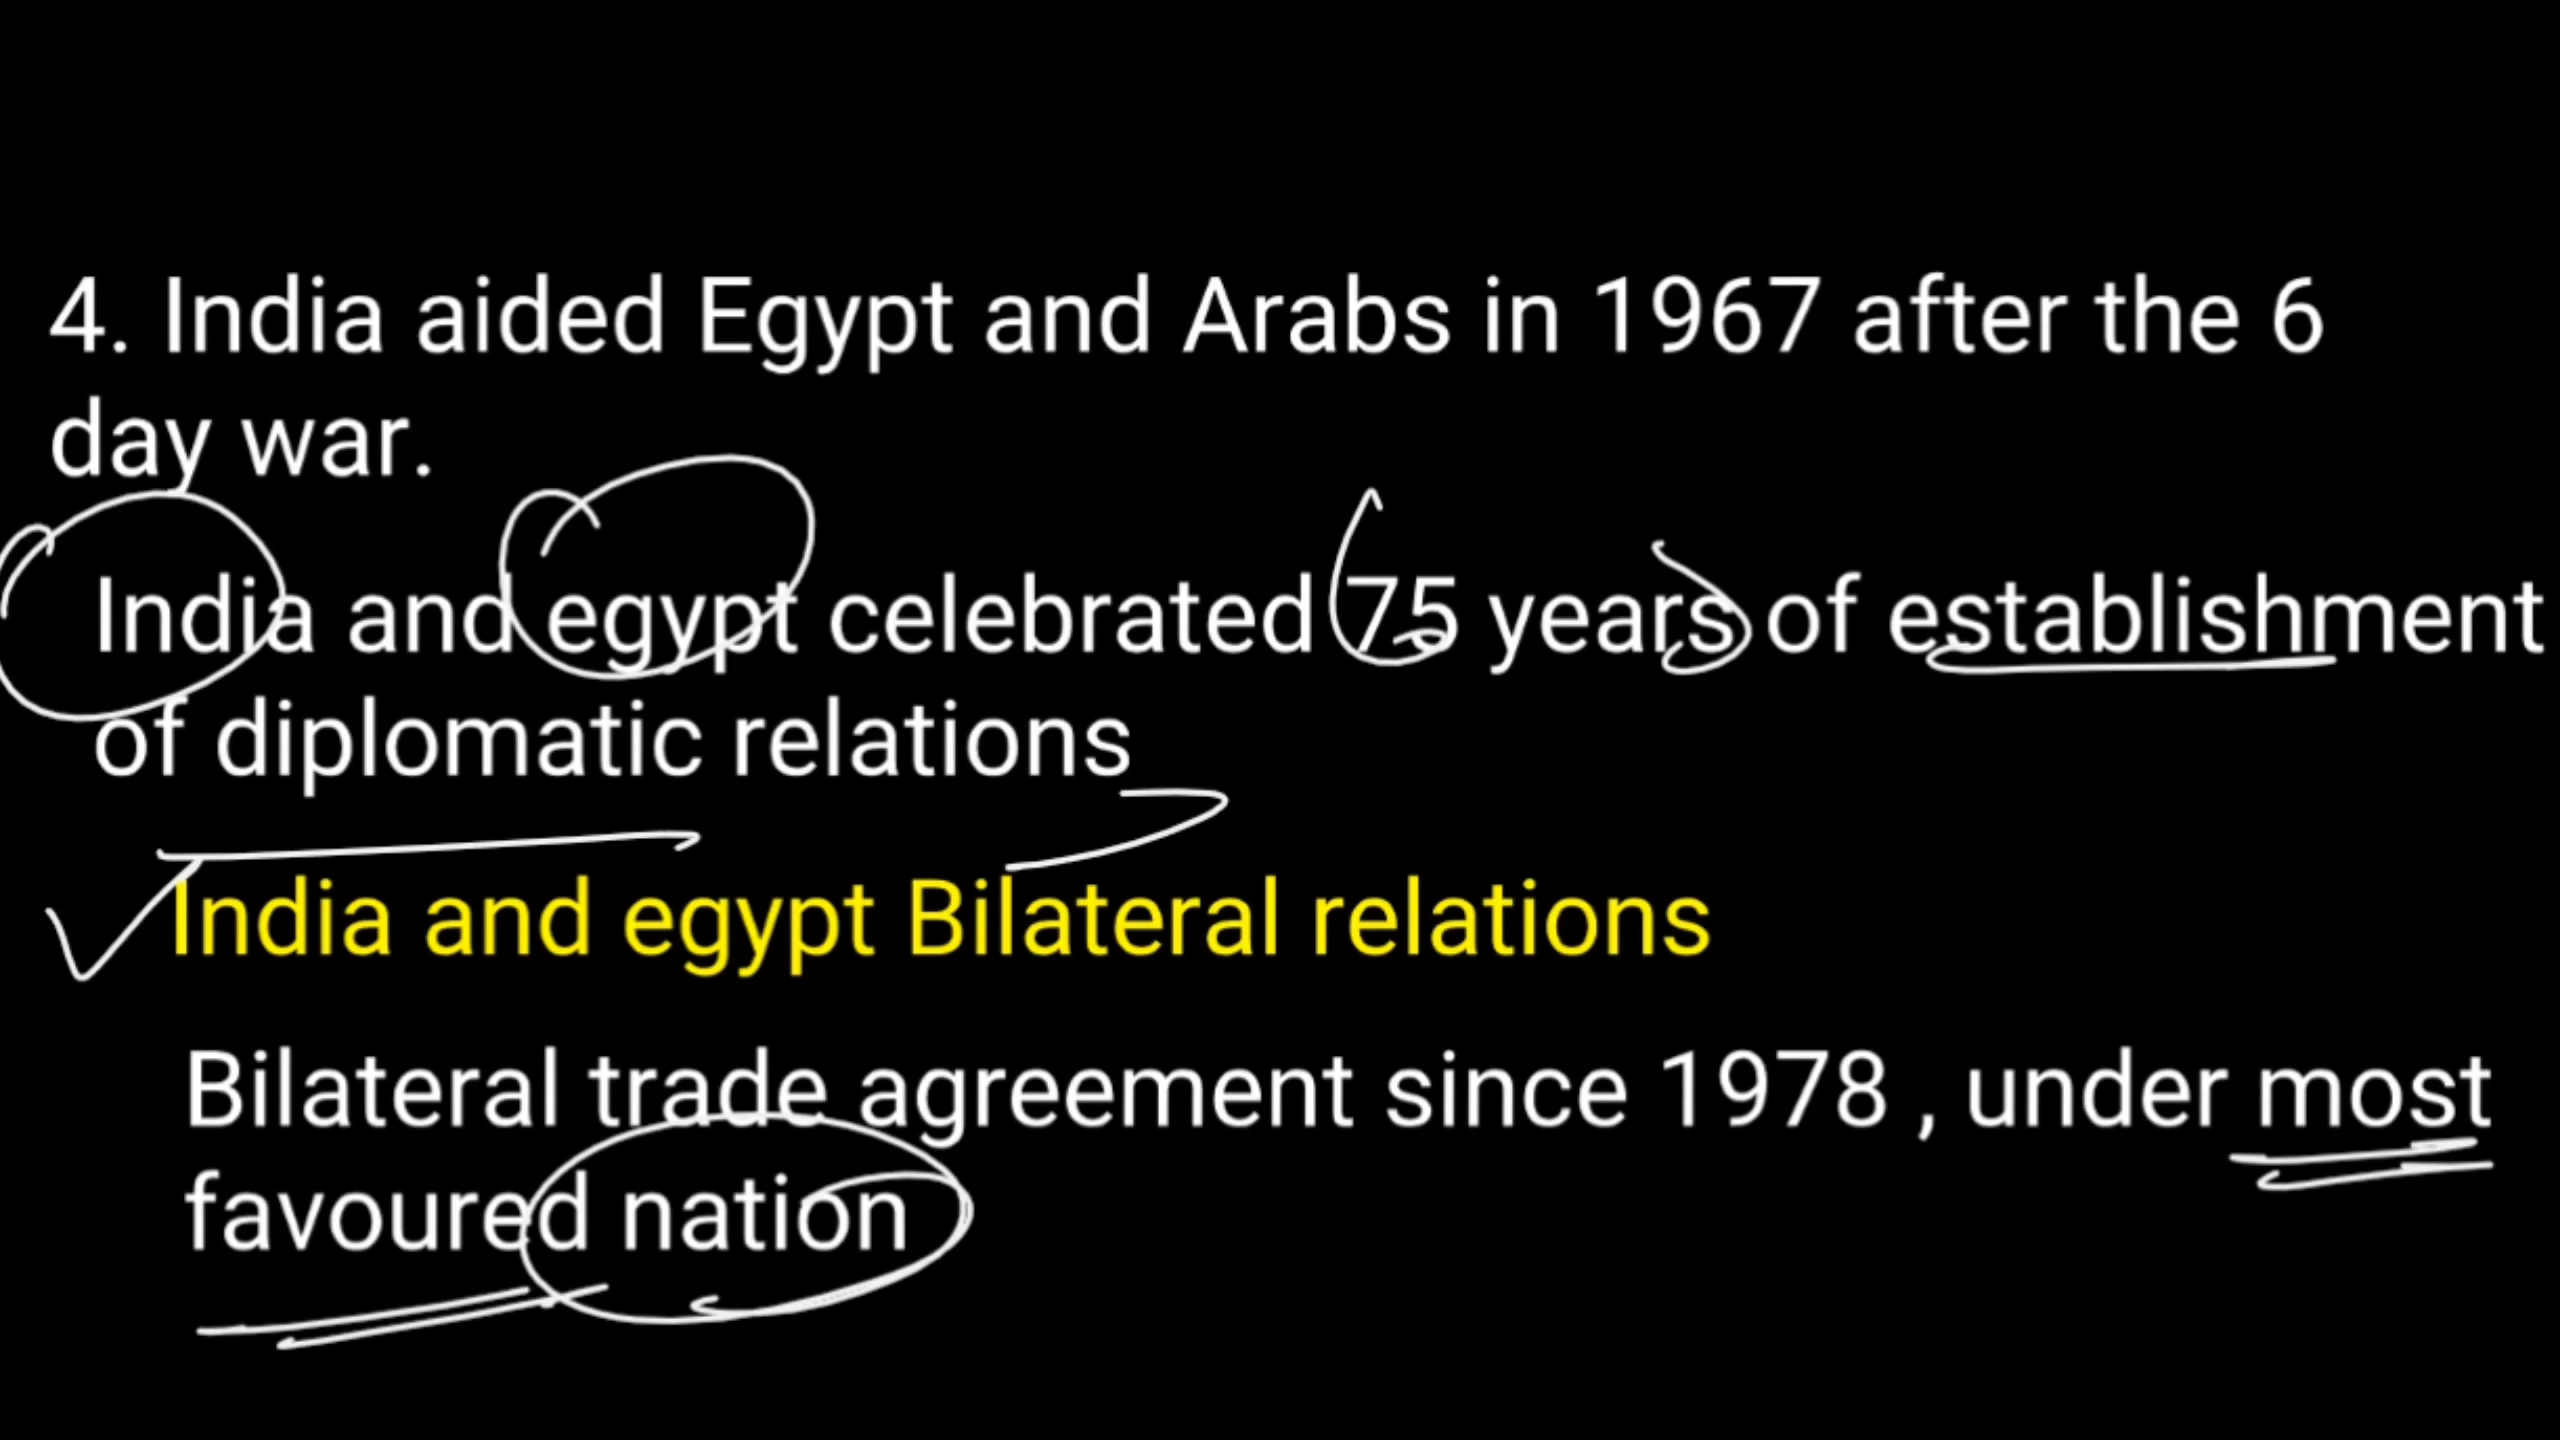 4. India aided Egypt and Arabs in 1967 after the 6
day war.
India and egypt celebrated 75 years of establishment
of diplomatic relations
India and egypt Bilateral relations
Bilateral trade agreement since 1978 , under most
favoured nation